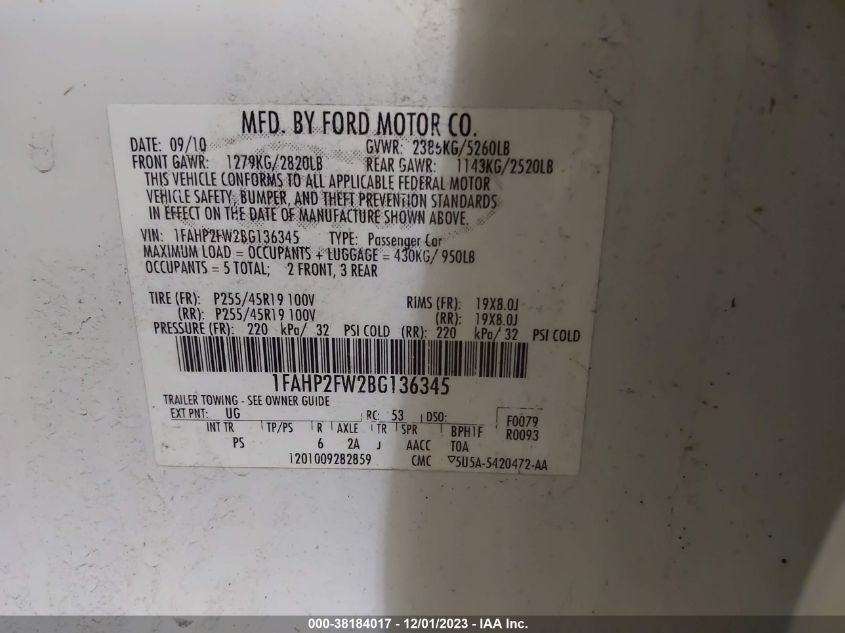 MFD. BY FORD MOTOR CO.
DATE: 09/10 GVWR: 2386KG/5260LB
FRONT GAWR: 1279KG/2820LB REAR GAWR: 1143KG/2520LB
THIS VEHICLE CONFORMS TO ALL APPLICABLE FEDERAL MOTOR
VEHICLE SAFETY, BUMPER, AND THEFT PREVENTION STANDARDS
IN EFFECT ON THE DATE OF MANUFACTURE SHOWN ABOVE.
VIN: 1FAHP2FW2BG136345 TYPE: Passenger Car
MAXIMUM LOAD = OCCUPANTS + LUGGAGE = 430KG/ 950LB
OCCUPANTS = 5 TOTAL; 2 FRONT, 3 REAR
TIRE (FR): P255/45R19 100V RIMS (FR): 19X8.0J
(RR): P255/45R19 100V (RR): 19X8.0J
PRESSURE (FR): 220 kPa/ 32 PSI COLD (RR): 220 kPa/ 32 PSI COLD
1FAHP2FW2BG136345
TRAILER TOWING - SEE OWNER GUIDE
EXT PNT: UG RC: 53 DSO: F0079
INT TR TP/PS R AXLE TR SPR BPH1F R0093
PS 6 2A J AACC TOA
1201009282859 CMC ▽5U5A-5420472-AA
000-38184017 - 12/01/2023 - IAA Inc.